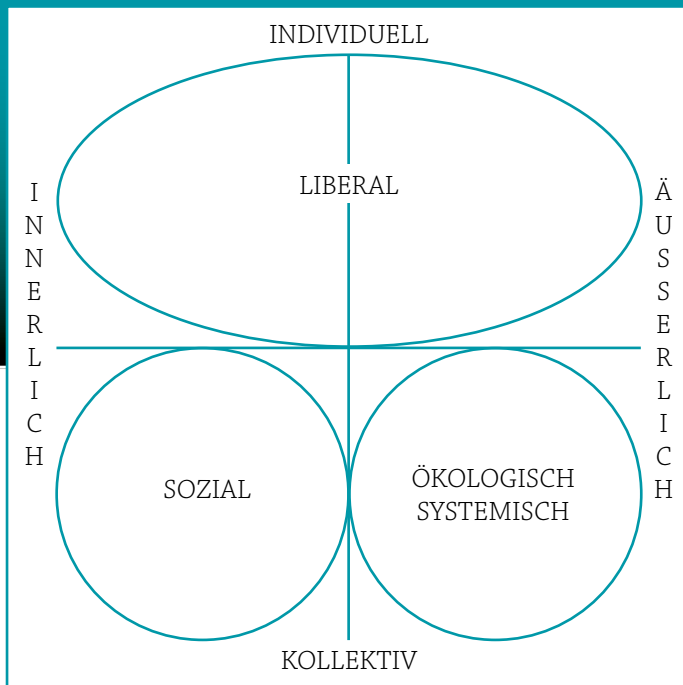 INDIVIDUELL
LIBERAL
INNERLICH
ÄUSSERLICH
SOZIAL
ÖKOLOGISCH
SYSTEMISCH
KOLLEKTIV